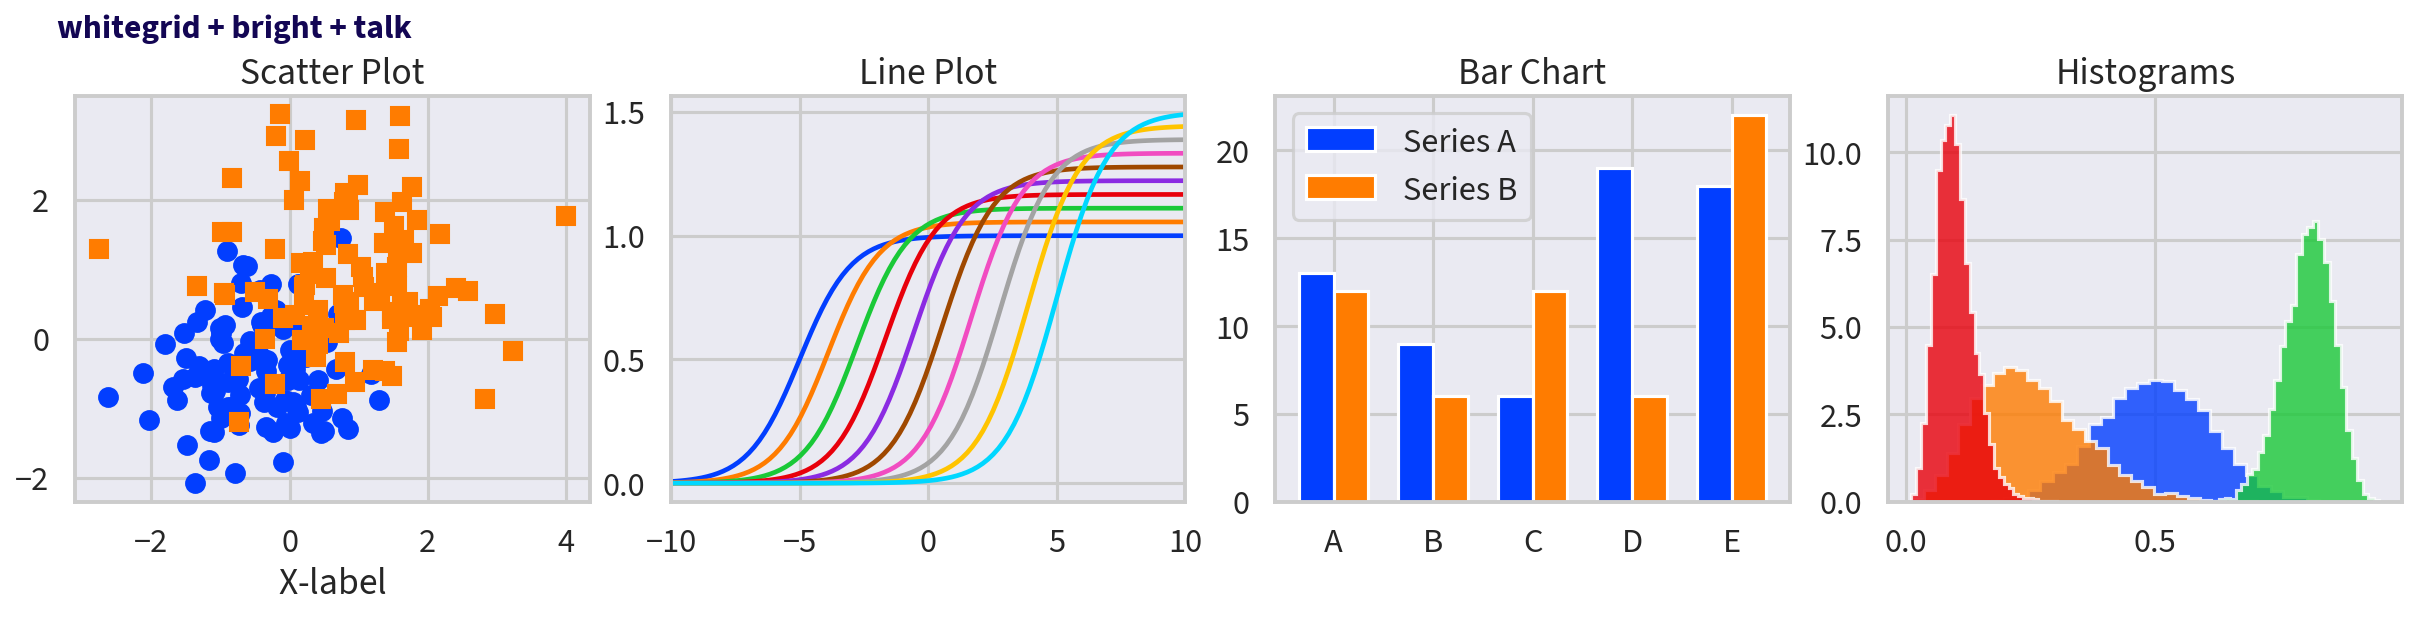 whitegrid + bright + talk
Scatter Plot
2
0
−2
−2 0 2 4
X-label
Line Plot
1.5
1.0
0.5
0.0
−10 −5 0 5 10
Bar Chart
Series A
Series B
20
15
10
5
0
A B C D E
Histograms
10.0
7.5
5.0
2.5
0.0
0.0 0.5